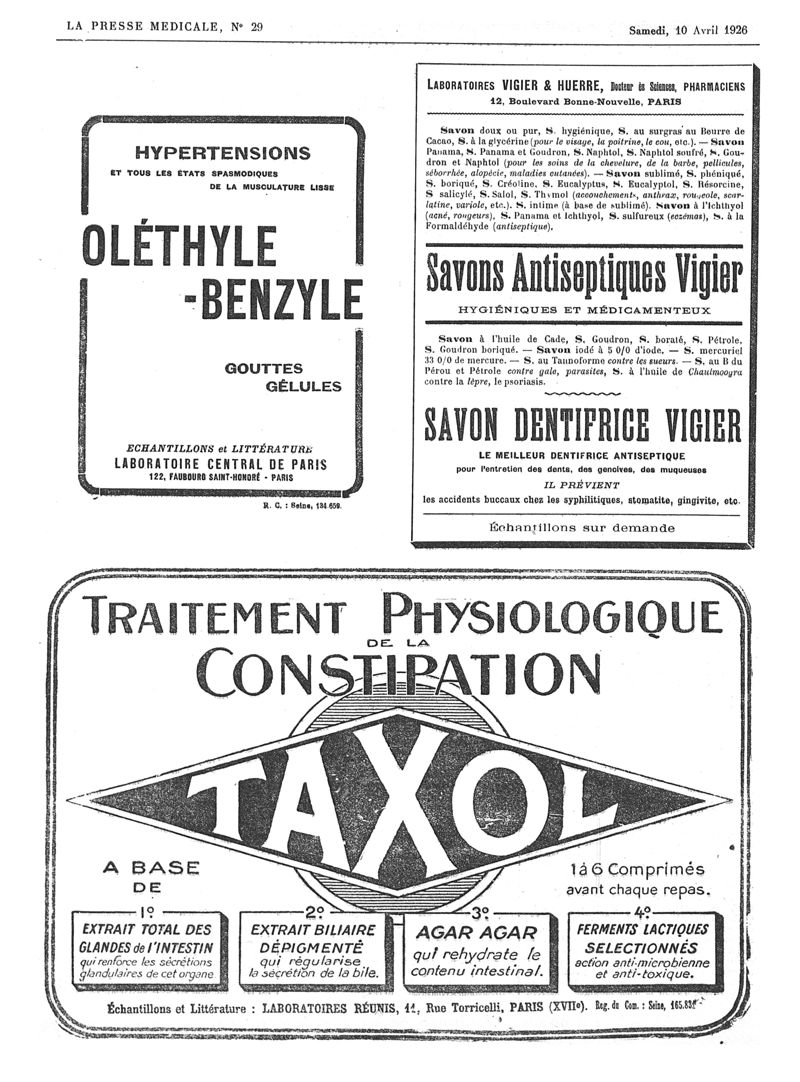 LA PRESSE MEDICALE, N° 29
Samedi, 10 Avril 1926
HYPERTENSIONS
ET TOUS LES ÉTATS SPASMODIQUES
DE LA MUSCULATURE LISSE
OLÉTHYLE
-BENZYLE
GOUTTES
GÉLULES
ECHANTILLONS et LITTÉRATURE
LABORATOIRE CENTRAL DE PARIS
122, FAUBOURG SAINT-HONORÉ - PARIS
R. C. : Seine, 184.659.
LABORATOIRES VIGIER & HUERRE, Docteur ès Sciences, PHARMACIENS
12, Boulevard Bonne-Nouvelle, PARIS
Savon doux ou pur, S. hygiénique, S. au surgras au Beurre de
Cacao, S. à la glycérine (pour le visage, la poitrine, le cou, etc.). — Savon
Panama, S. Panama et Goudron, S. Naphtol, S. Naphtol soufré, S. Gou-
dron et Naphtol (pour les soins de la chevelure, de la barbe, pellicules,
séborrhée, alopécie, maladies cutanées). — Savon sublimé, S. phéniqué,
S. boriqué, S. Créoline, S. Eucalyptus, S. Eucalyptol, S. Résorcine,
S salicylé, S. Salol, S. Thymol (accouchements, anthrax, rougeole, scar-
latine, variole, etc.). S. intime (à base de sublimé). Savon à l'Ichthyol
(acné, rougeurs), S. Panama et Ichthyol, S. sulfureux (eczémas), S. à la
Formaldéhyde (antiseptique).
Savons Antiseptiques Vigier
HYGIÉNIQUES ET MÉDICAMENTEUX
Savon à l'huile de Cade, S. Goudron, S. boraté, S. Pétrole,
S. Goudron boriqué. — Savon iodé à 5 0/0 d'iode. — S. mercuriel
33 0/0 de mercure. — S. au Tannoforme contre les sueurs. — S. au B du
Pérou et Pétrole contre gale, parasites, S. à l'huile de Chaulmoogra
contre la lèpre, le psoriasis.
SAVON DENTIFRICE VIGIER
LE MEILLEUR DENTIFRICE ANTISEPTIQUE
pour l'entretien des dents, des gencives, des muqueuses
IL PRÉVIENT
les accidents buccaux chez les syphilitiques, stomatite, gingivite, etc.
Échantillons sur demande
TRAITEMENT PHYSIOLOGIQUE
DE LA
CONSTIPATION
TAXOL
A BASE
DE
1 à 6 Comprimés
avant chaque repas.
1°
EXTRAIT TOTAL DES
GLANDES de l'INTESTIN
qui renforce les sécrétions
glandulaires de cet organe
2°
EXTRAIT BILIAIRE
DÉPIGMENTÉ
qui régularise
la sécrétion de la bile.
3°
AGAR AGAR
qui rehydrate le
contenu intestinal.
4°
FERMENTS LACTIQUES
SELECTIONNÉS
action anti-microbienne
et anti-toxique.
Échantillons et Littérature : LABORATOIRES RÉUNIS, 11, Rue Torricelli, PARIS (XVIIe). Reg. du Com. : Seine,